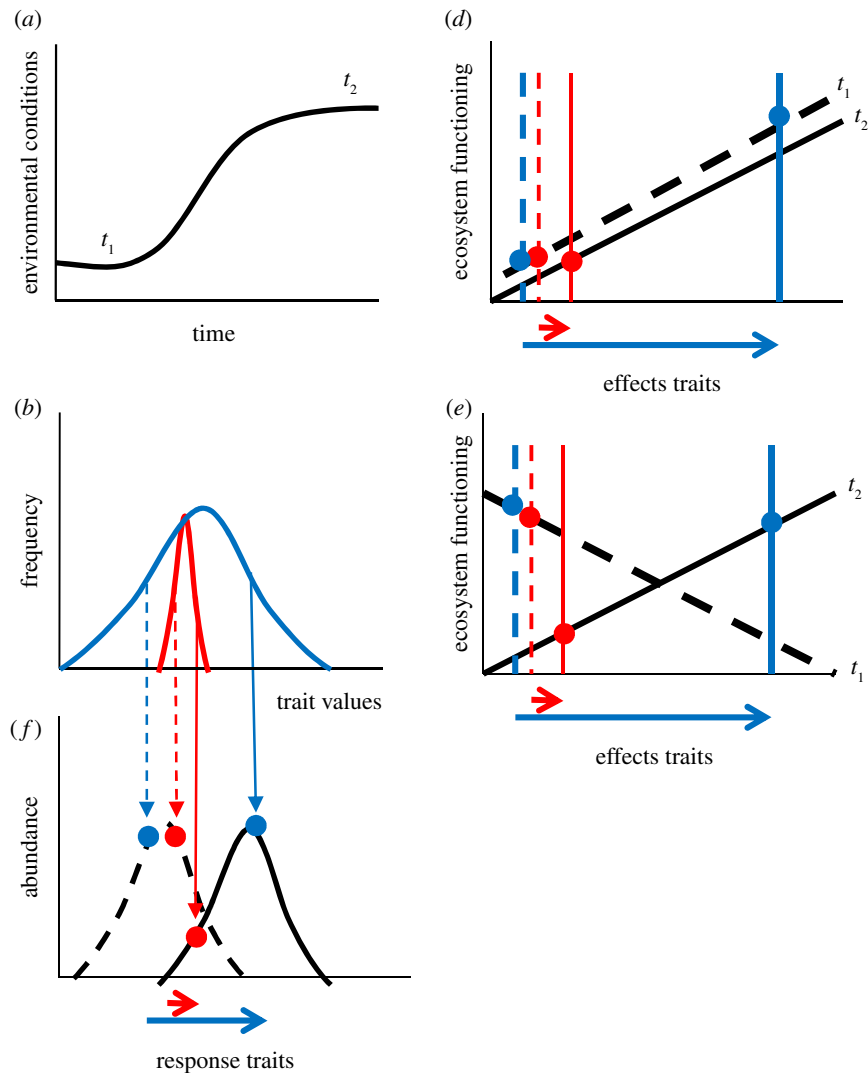 (a)
environmental conditions
t1
t2
time
(b)
frequency
trait values
(f)
abundance
response traits
(d)
ecosystem functioning
t1
t2
effects traits
(e)
ecosystem functioning
t2
t1
effects traits